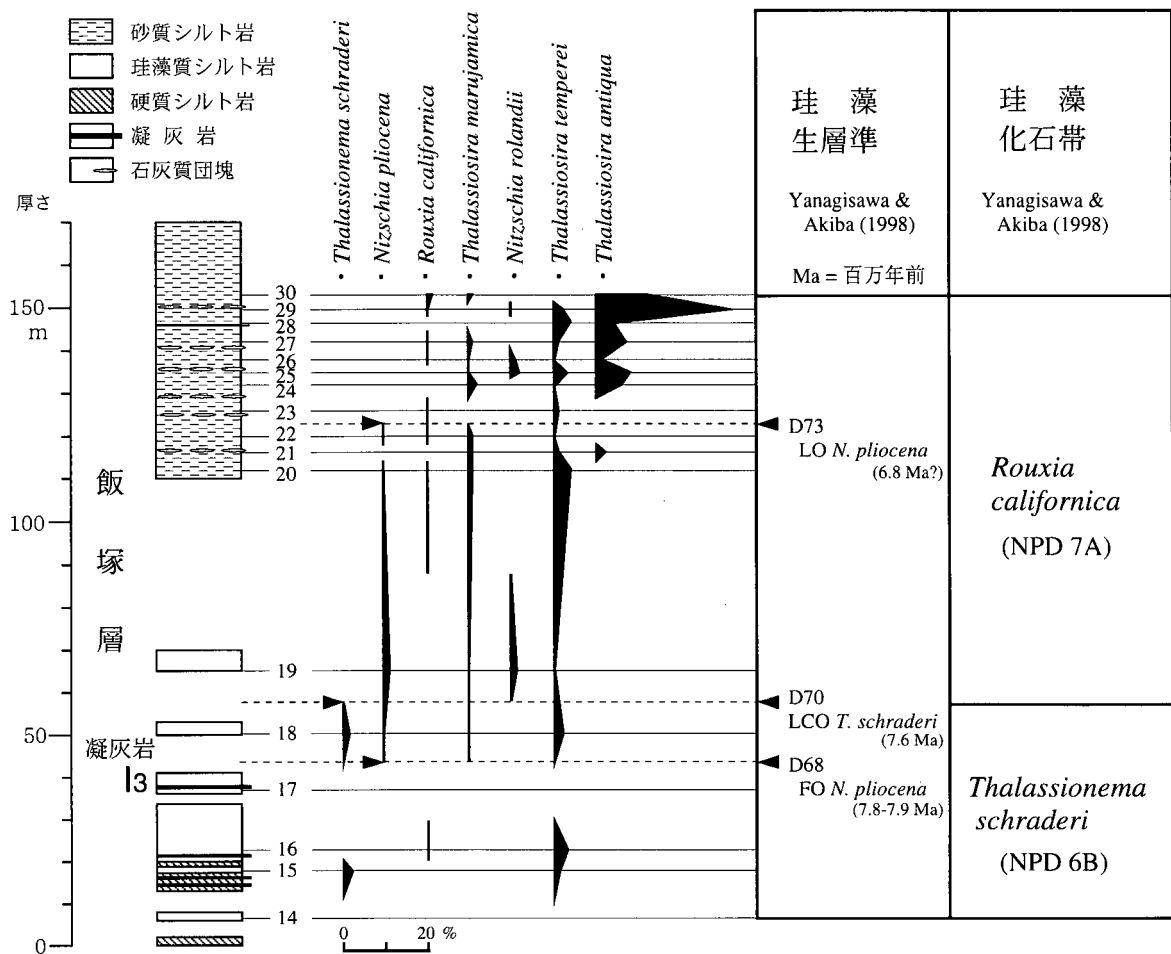 砂質シルト岩
珪藻質シルト岩
硬質シルト岩
凝 灰 岩
石灰質団塊
厚さ
150
m
100
50
0
飯塚層
凝灰岩
I3
· Thalassionema schraderi
· Nizschia pliocena
· Rouxia californica
· Thalassiosira marujamica
· Nitzschia rolandii
· Thalassiosira temperei
· Thalassiosira antiqua
30
29
28
27
26
25
24
23
22
21
20
19
18
17
16
15
14
0 20 %
珪 藻
生層準
Yanagisawa &
Akiba (1998)
Ma = 百万年前
D73
LO N. pliocena
(6.8 Ma?)
D70
LCO T. schraderi
(7.6 Ma)
D68
FO N. pliocena
(7.8-7.9 Ma)
珪 藻
化石帯
Yanagisawa &
Akiba (1998)
Rouxia
californica
(NPD 7A)
Thalassionema
schraderi
(NPD 6B)